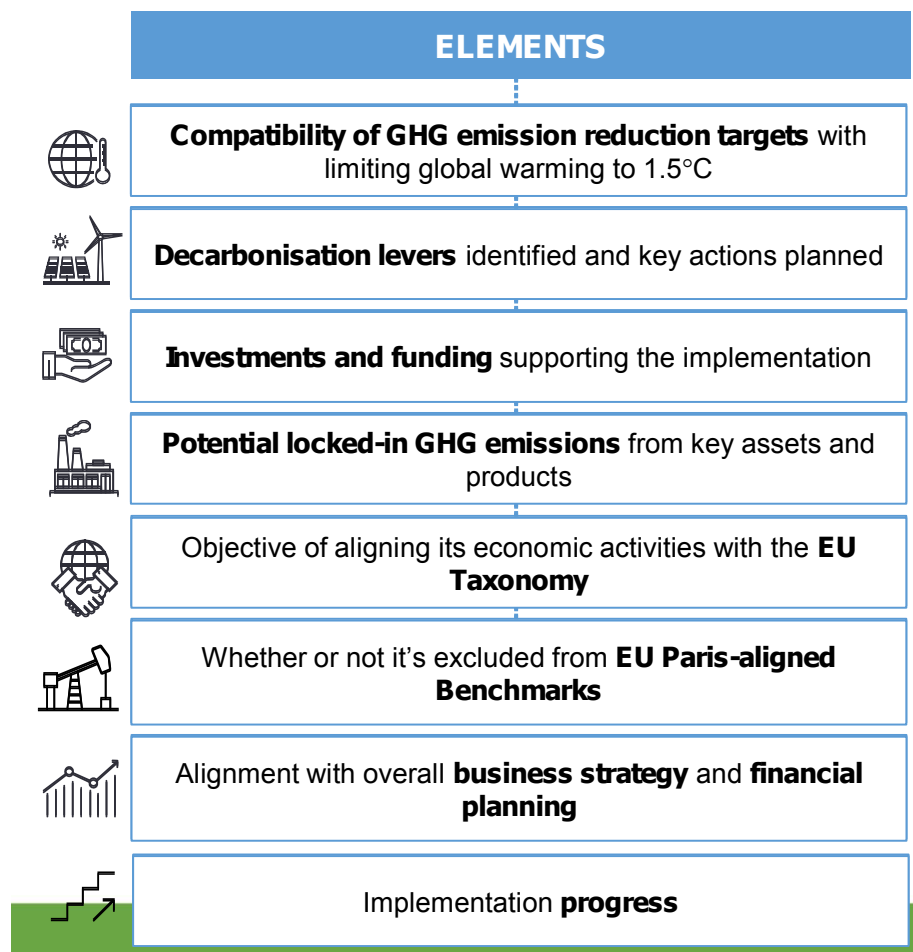 ELEMENTS
Compatibility of GHG emission reduction targets with
limiting global warming to 1.5°C
Decarbonisation levers identified and key actions planned
Investments and funding supporting the implementation
Potential locked-in GHG emissions from key assets and
products
Objective of aligning its economic activities with the EU
Taxonomy
Whether or not it’s excluded from EU Paris-aligned
Benchmarks
Alignment with overall business strategy and financial
planning
Implementation progress